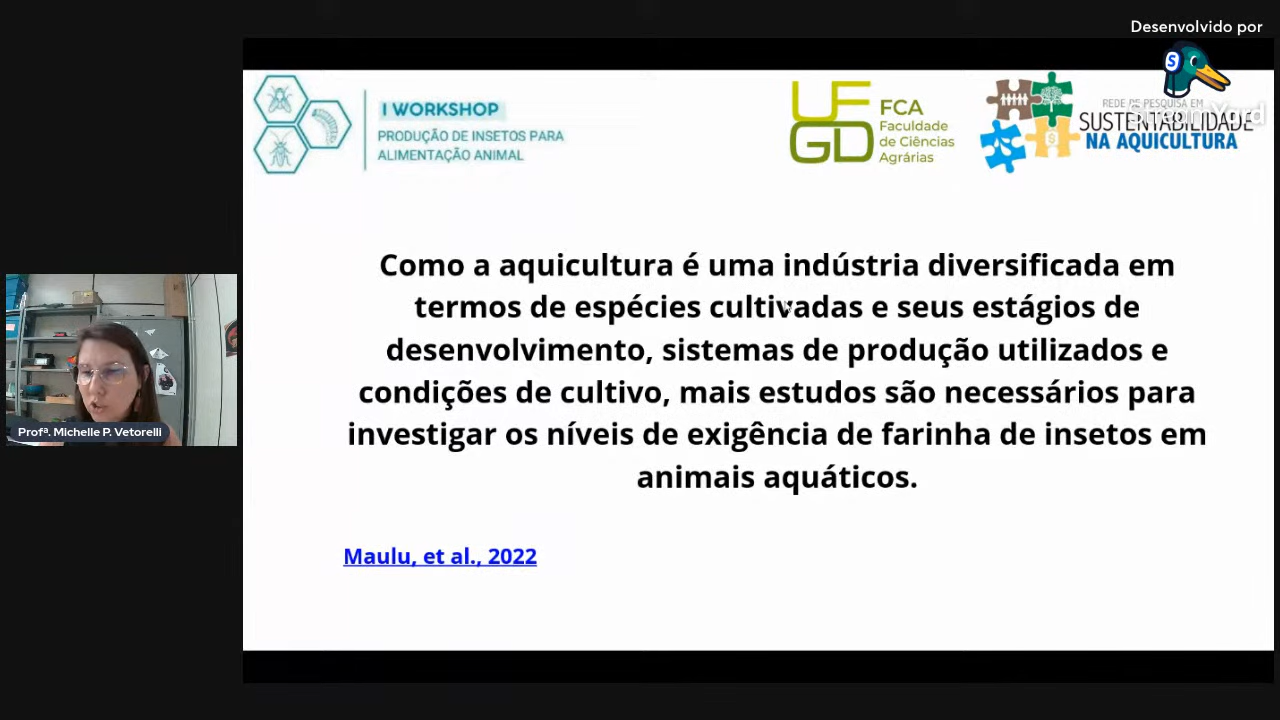 Desenvolvido por
S
StreamYard
I WORKSHOP
PRODUÇÃO DE INSETOS PARA
ALIMENTAÇÃO ANIMAL
UF
GD
FCA
Faculdade
de Ciências
Agrárias
REDE DE PESQUISA EM
SUSTENTABILIDADE
NA AQUICULTURA
Como a aquicultura é uma indústria diversificada em
termos de espécies cultivadas e seus estágios de
desenvolvimento, sistemas de produção utilizados e
condições de cultivo, mais estudos são necessários para
investigar os níveis de exigência de farinha de insetos em
animais aquáticos.
Maulu, et al., 2022
Profª. Michelle P. Vetorelli